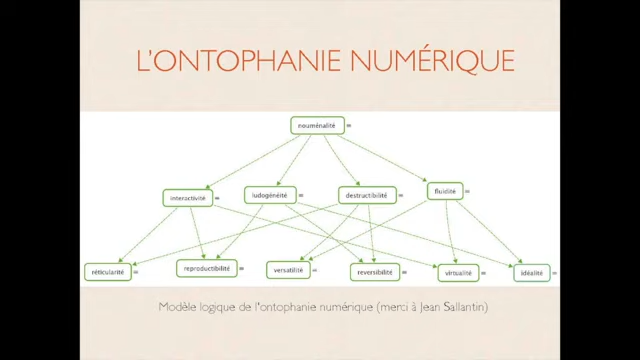 L'ONTOPHANIE NUMÉRIQUE
nouménalité
interactivité
ludogénéité
destructibilité
fluidité
réticularité
reproductibilité
versatilité
reversibilité
virtualité
idéalité
Modèle logique de l'ontophanie numérique (merci à Jean Sallantin)